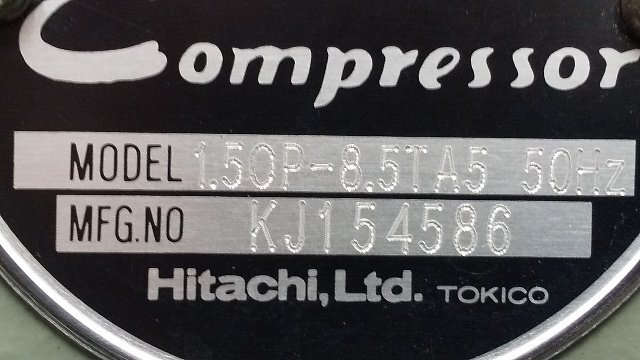 Compressor
MODEL 1.5OP-8.5TA5 50Hz
MFG.NO KJ154586
Hitachi,Ltd. TOKICO